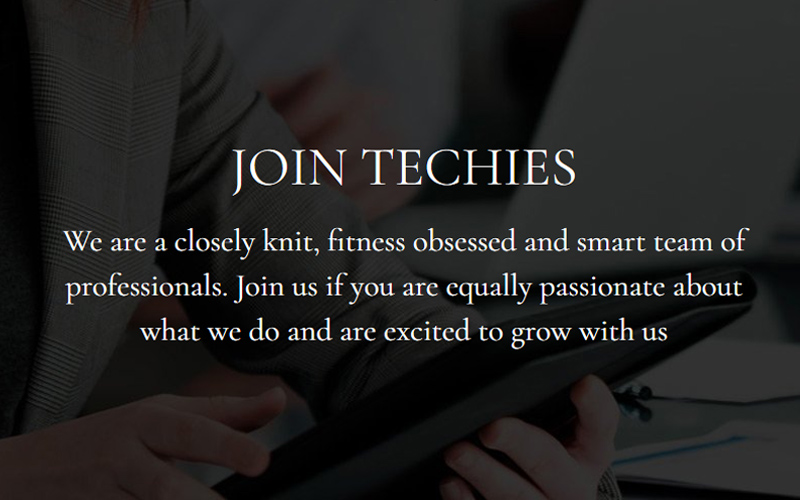 JOIN TECHIES
We are a closely knit, fitness obsessed and smart team of
professionals. Join us if you are equally passionate about
what we do and are excited to grow with us